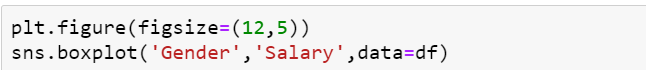 plt.figure(figsize=(12,5))
sns.boxplot('Gender','Salary',data=df)